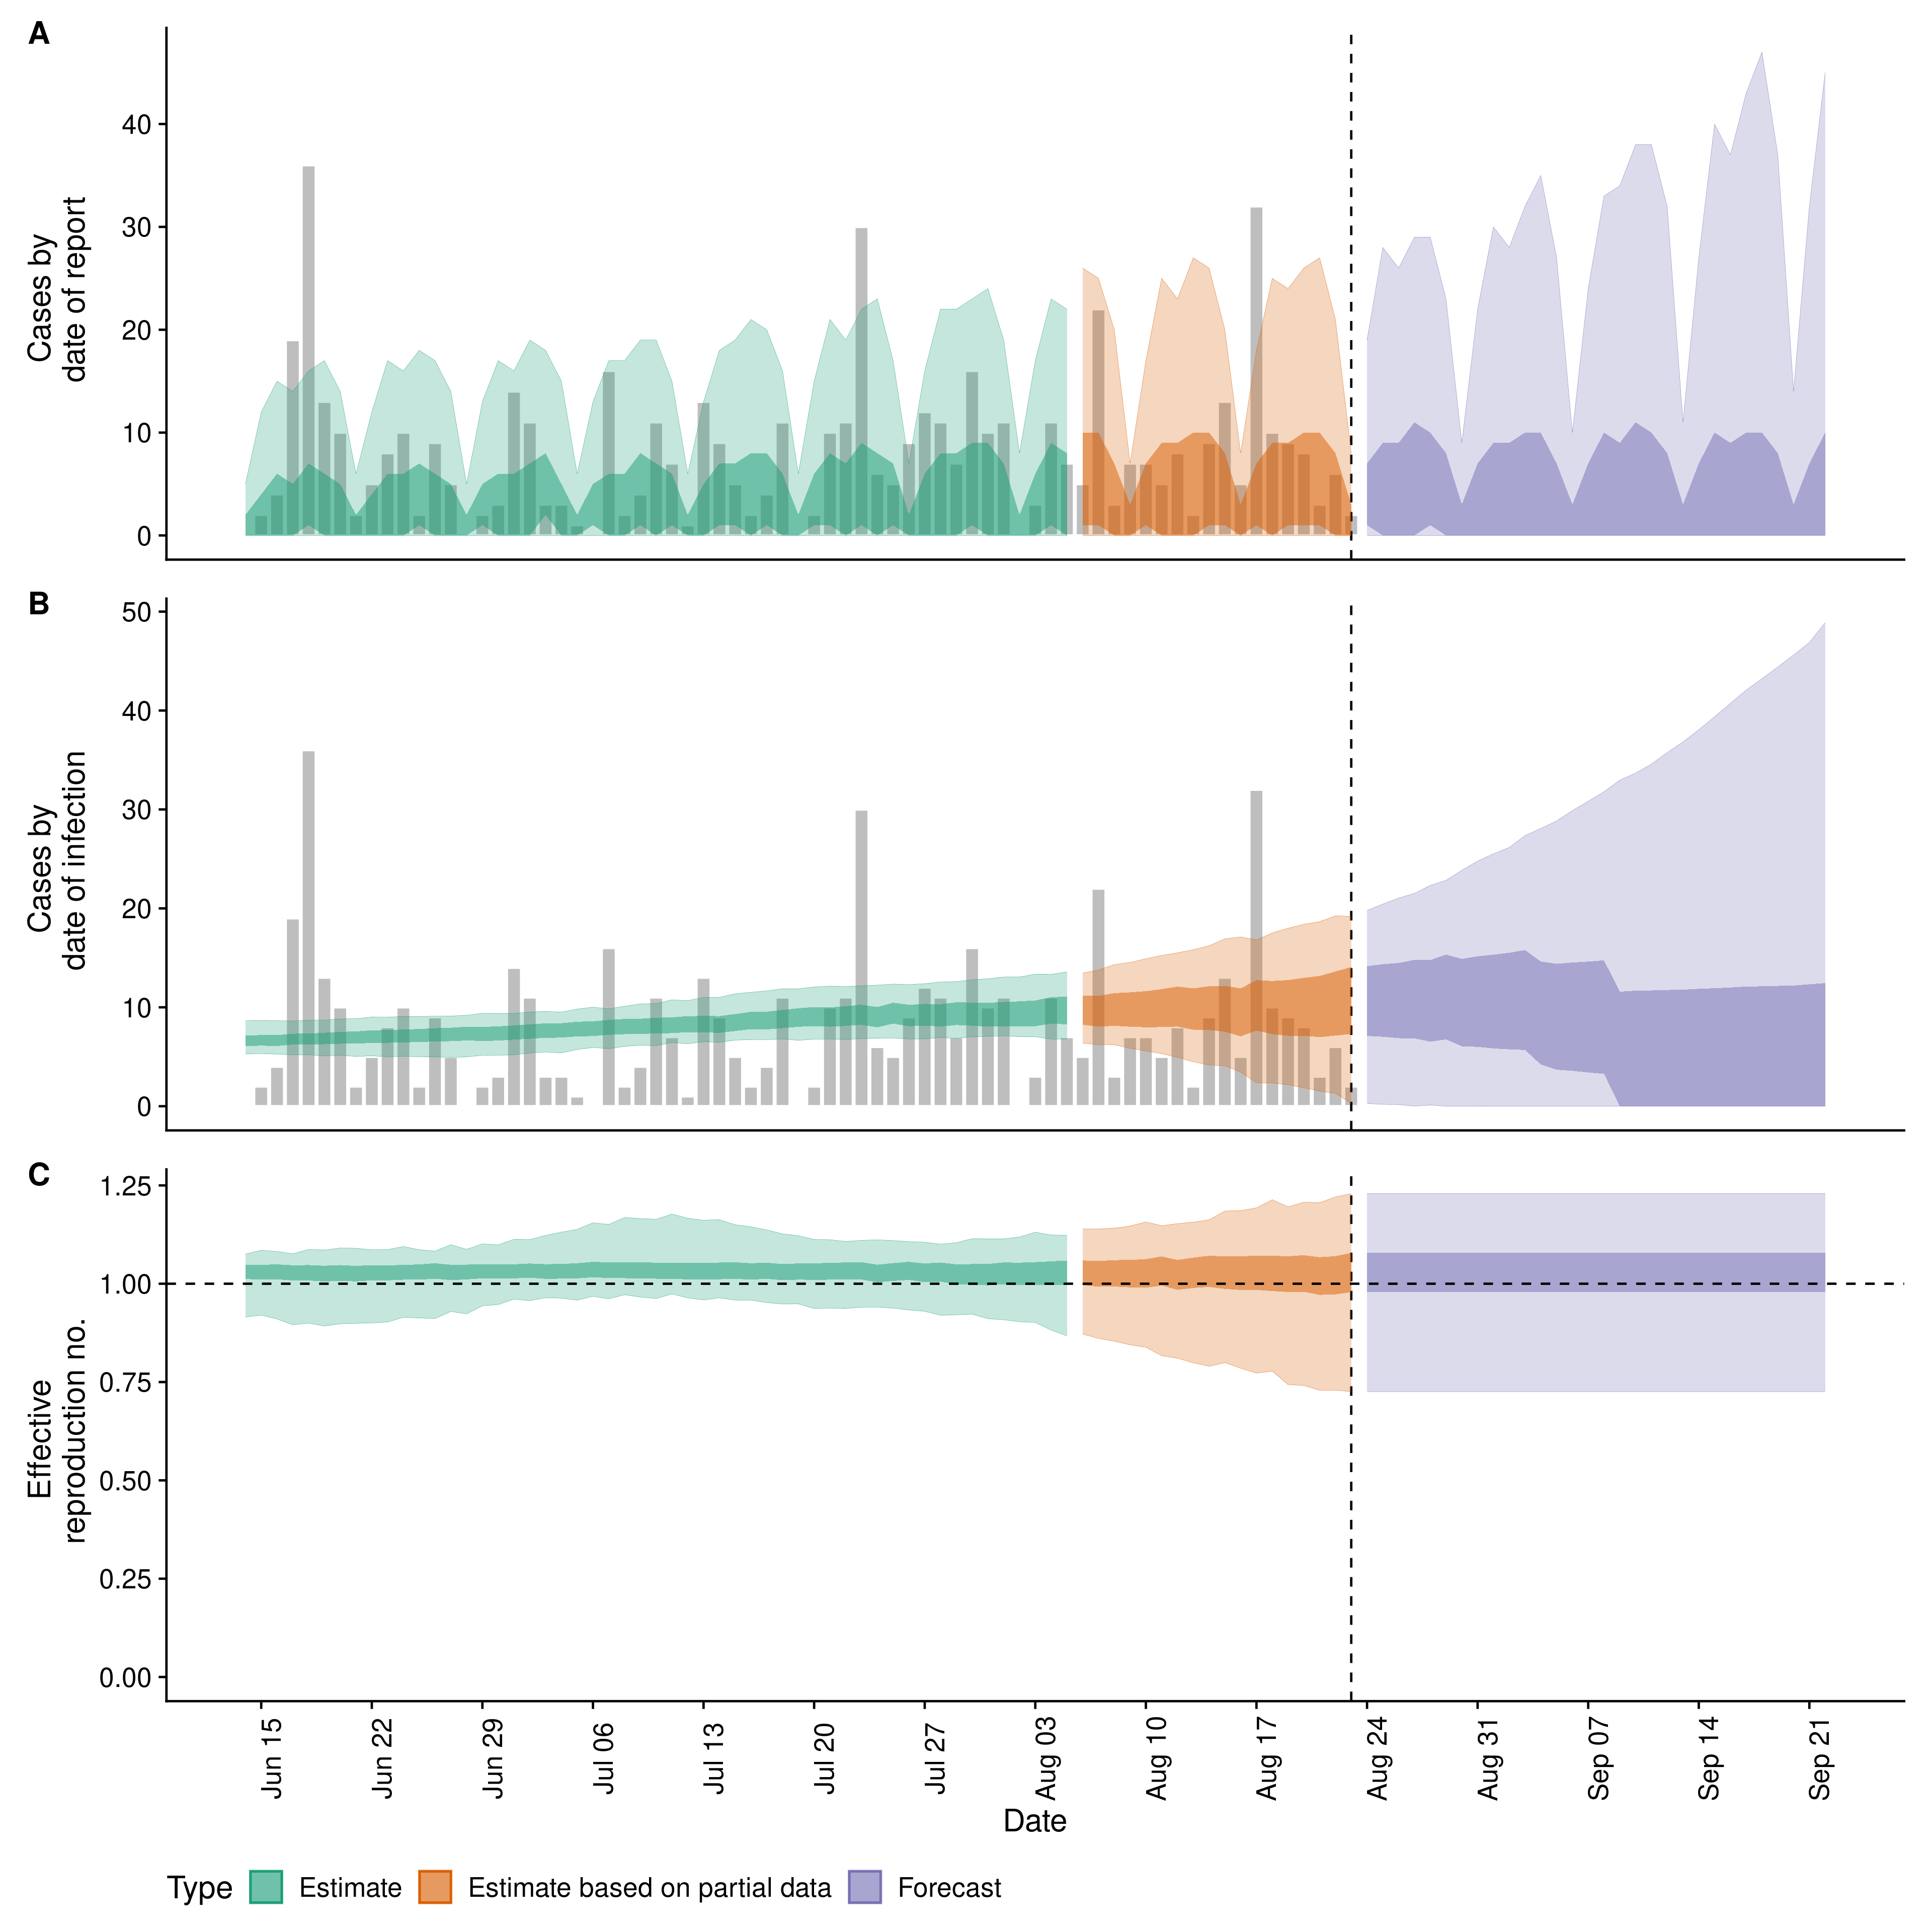 A
Cases by
date of report
40
30
20
10
0
B
Cases by
date of infection
50
40
30
20
10
0
C
Effective
reproduction no.
1.25
1.00
0.75
0.50
0.25
0.00
Jun 15
Jun 22
Jun 29
Jul 06
Jul 13
Jul 20
Jul 27
Aug 03
Aug 10
Aug 17
Aug 24
Aug 31
Sep 07
Sep 14
Sep 21
Date
Type Estimate Estimate based on partial data Forecast